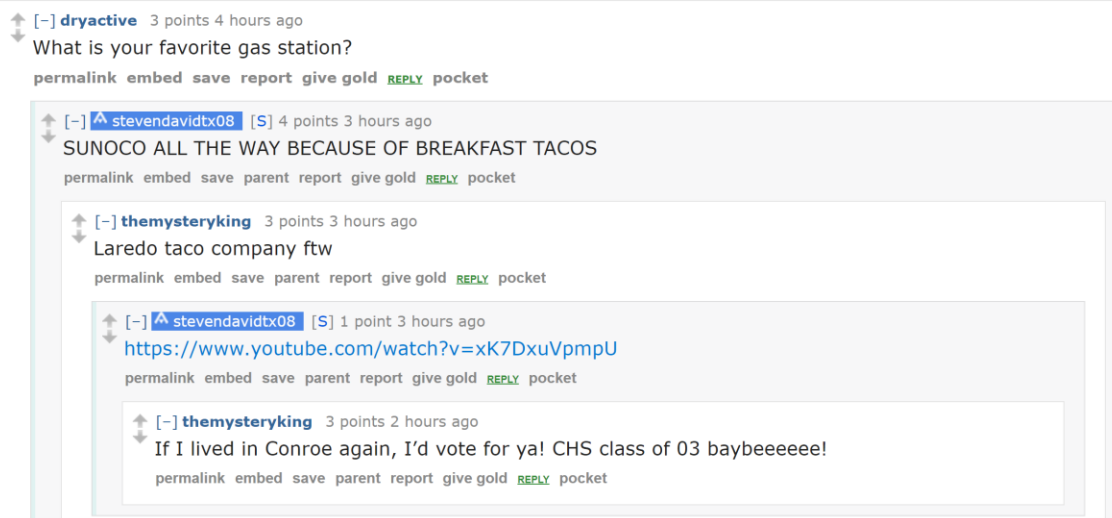 [-] dryactive 3 points 4 hours ago
What is your favorite gas station?
permalink embed save report give gold REPLY pocket
[-] stevendavidtx08 [S] 4 points 3 hours ago
SUNOCO ALL THE WAY BECAUSE OF BREAKFAST TACOS
permalink embed save parent report give gold REPLY pocket
[-] themysteryking 3 points 3 hours ago
Laredo taco company ftw
permalink embed save parent report give gold REPLY pocket
[-] stevendavidtx08 [S] 1 point 3 hours ago
https://www.youtube.com/watch?v=xK7DxuVpmpU
permalink embed save parent report give gold REPLY pocket
[-] themysteryking 3 points 2 hours ago
If I lived in Conroe again, I’d vote for ya! CHS class of 03 baybeeeeee!
permalink embed save parent report give gold REPLY pocket